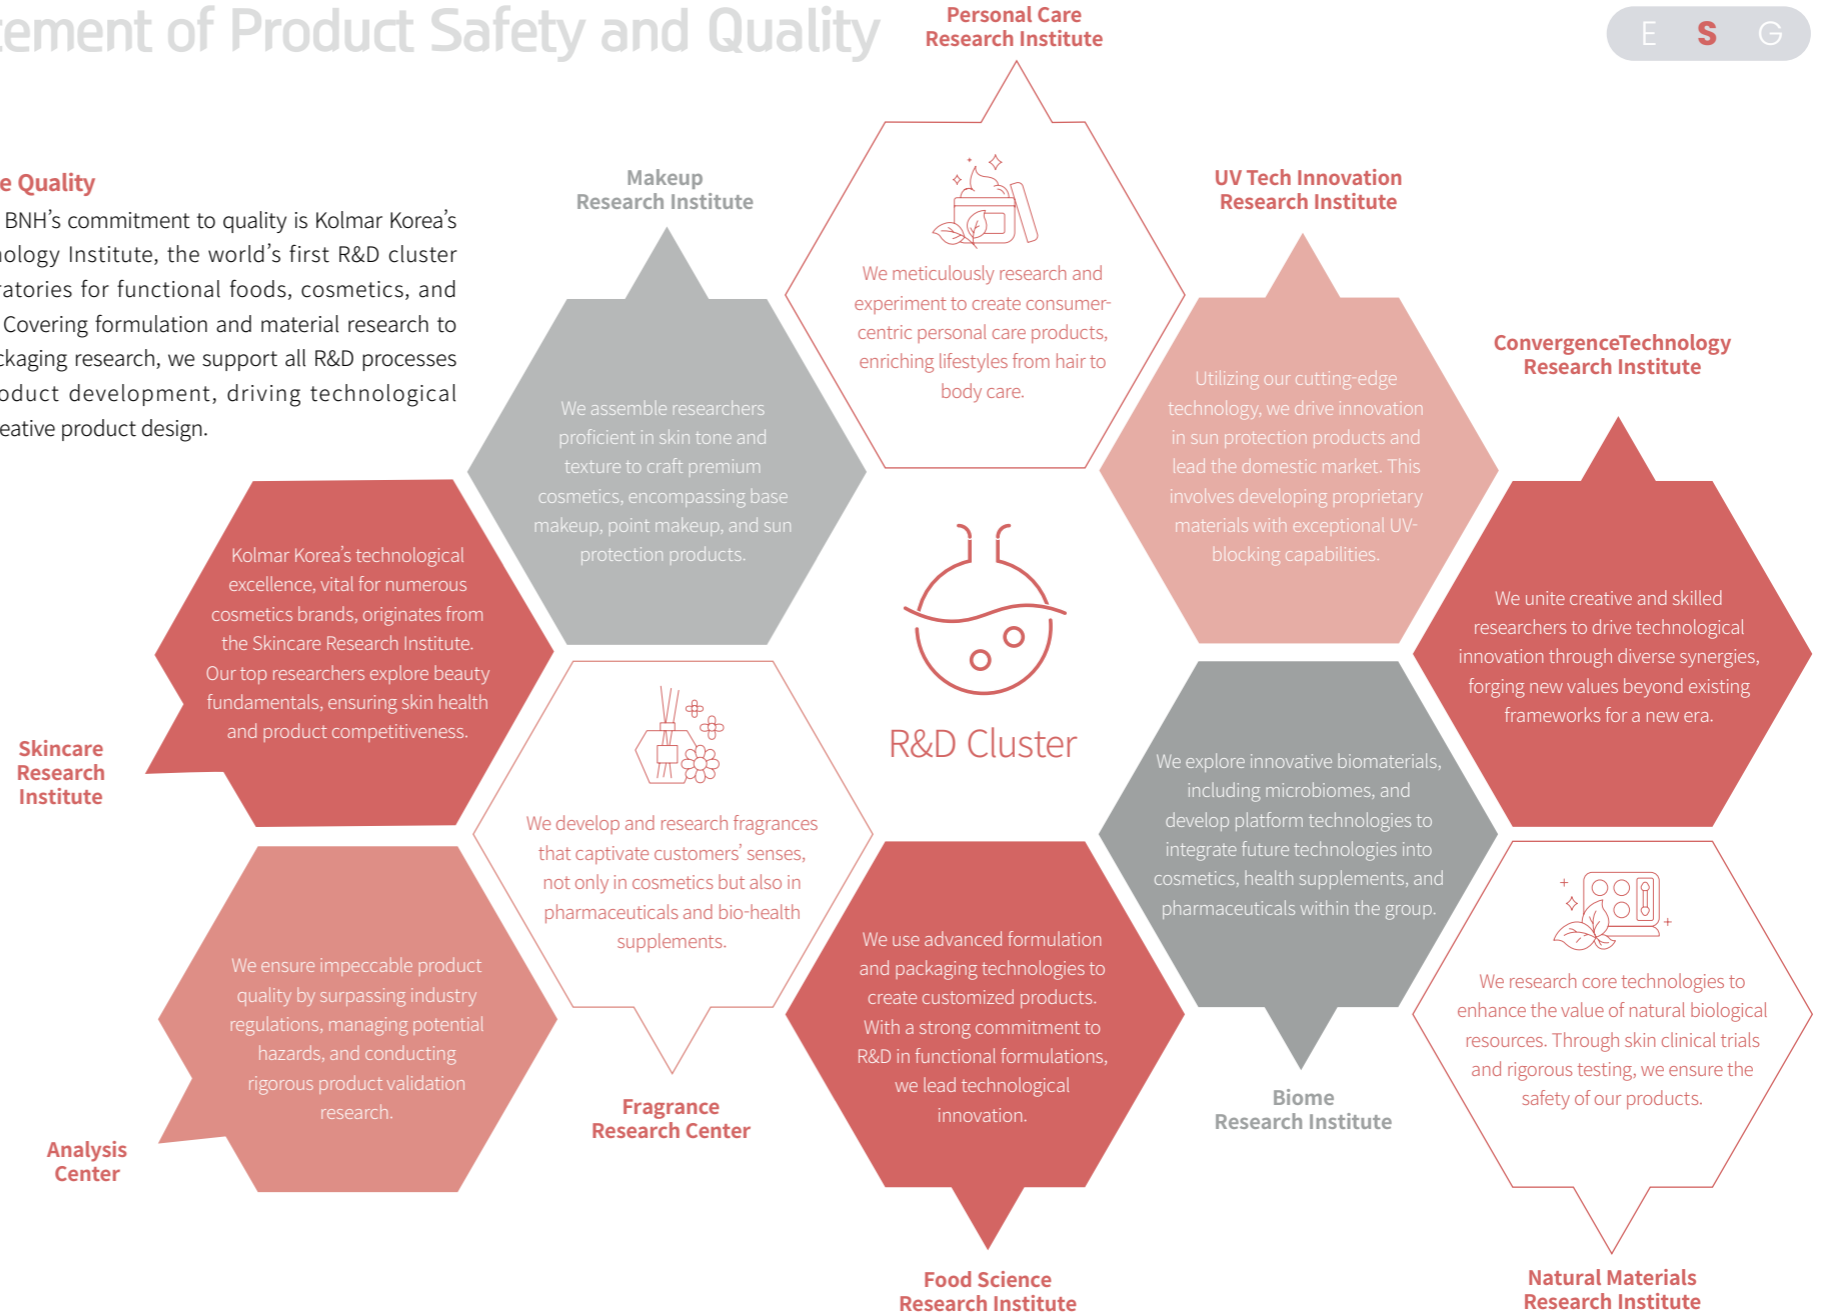 ement of Product Safety and Quality
E S G
e Quality
BNH's commitment to quality is Kolmar Korea's
nology Institute, the world's first R&D cluster
ratories for functional foods, cosmetics, and
Covering formulation and material research to
ckaging research, we support all R&D processes
oduct development, driving technological
reative product design.
Personal Care
Research Institute
We meticulously research and
experiment to create consumer-
centric personal care products,
enriching lifestyles from hair to
body care.
Makeup
Research Institute
We assemble researchers
proficient in skin tone and
texture to craft premium
cosmetics, encompassing base
makeup, point makeup, and sun
protection products.
UV Tech Innovation
Research Institute
Utilizing our cutting-edge
technology, we drive innovation
in sun protection products and
lead the domestic market. This
involves developing proprietary
materials with exceptional UV-
blocking capabilities.
ConvergenceTechnology
Research Institute
We unite creative and skilled
researchers to drive technological
innovation through diverse synergies,
forging new values beyond existing
frameworks for a new era.
Kolmar Korea's technological
excellence, vital for numerous
cosmetics brands, originates from
the Skincare Research Institute.
Our top researchers explore beauty
fundamentals, ensuring skin health
and product competitiveness.
Skincare
Research
Institute
R&D Cluster
We develop and research fragrances
that captivate customers' senses,
not only in cosmetics but also in
pharmaceuticals and bio-health
supplements.
Fragrance
Research Center
We explore innovative biomaterials,
including microbiomes, and
develop platform technologies to
integrate future technologies into
cosmetics, health supplements, and
pharmaceuticals within the group.
Biome
Research Institute
We ensure impeccable product
quality by surpassing industry
regulations, managing potential
hazards, and conducting
rigorous product validation
research.
Analysis
Center
We use advanced formulation
and packaging technologies to
create customized products.
With a strong commitment to
R&D in functional formulations,
we lead technological
innovation.
Food Science
Research Institute
We research core technologies to
enhance the value of natural biological
resources. Through skin clinical trials
and rigorous testing, we ensure the
safety of our products.
Natural Materials
Research Institute